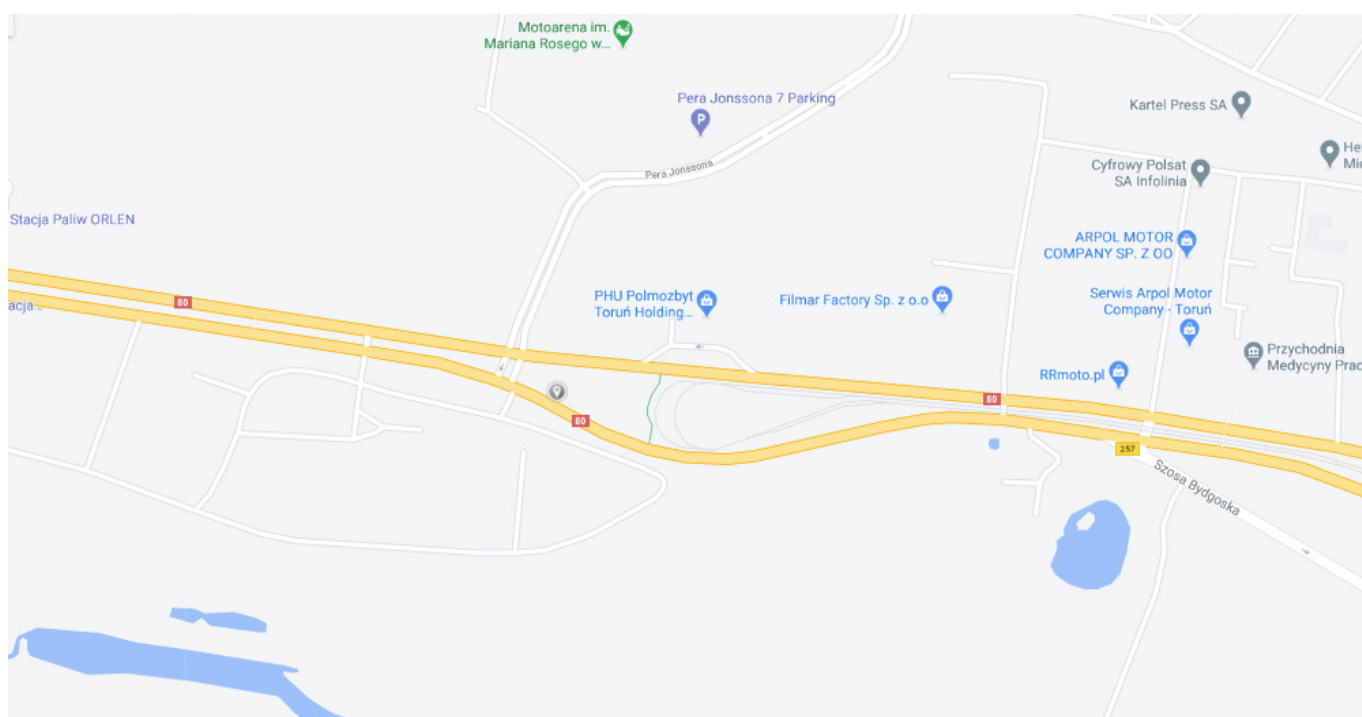 Motoarena im.
Mariana Rosego w...
Pera Jonssona 7 Parking
Kartel Press SA
Pera Jonssona
Cyfrowy Polsat
SA Infolinia
Hel
Mic
Stacja Paliw ORLEN
ARPOL MOTOR
COMPANY SP. Z OO
80
acja...
PHU Polmozbyt
Toruń Holding...
Filmar Factory Sp. z o.o
Serwis Arpol Motor
Company - Toruń
Przychodnia
Medycyny Prac
RRmoto.pl
80
80
257
Szosa Bydgoska